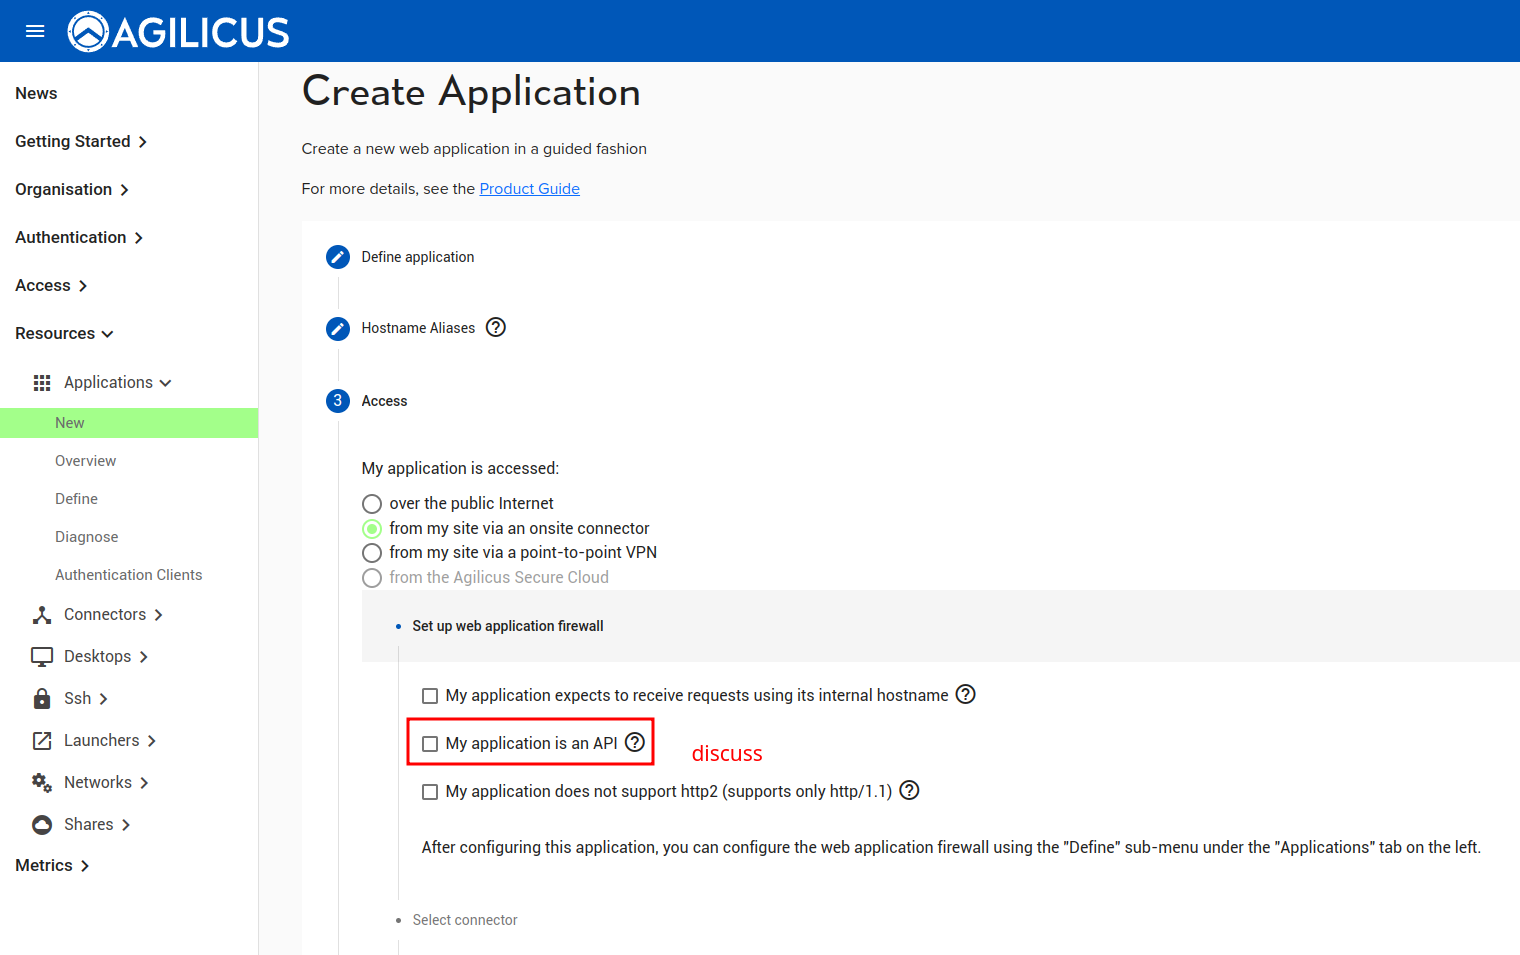 AGILICUS
News
Getting Started
Organisation
Authentication
Access
Resources
Applications
New
Overview
Define
Diagnose
Authentication Clients
Connectors
Desktops
Ssh
Launchers
Networks
Shares
Metrics
Create Application
Create a new web application in a guided fashion
For more details, see the Product Guide
Define application
Hostname Aliases ?
3 Access
My application is accessed:
over the public Internet
from my site via an onsite connector
from my site via a point-to-point VPN
from the Agilicus Secure Cloud
Set up web application firewall
My application expects to receive requests using its internal hostname ?
My application is an API ? discuss
My application does not support http2 (supports only http/1.1) ?
After configuring this application, you can configure the web application firewall using the "Define" sub-menu under the "Applications" tab on the left.
Select connector